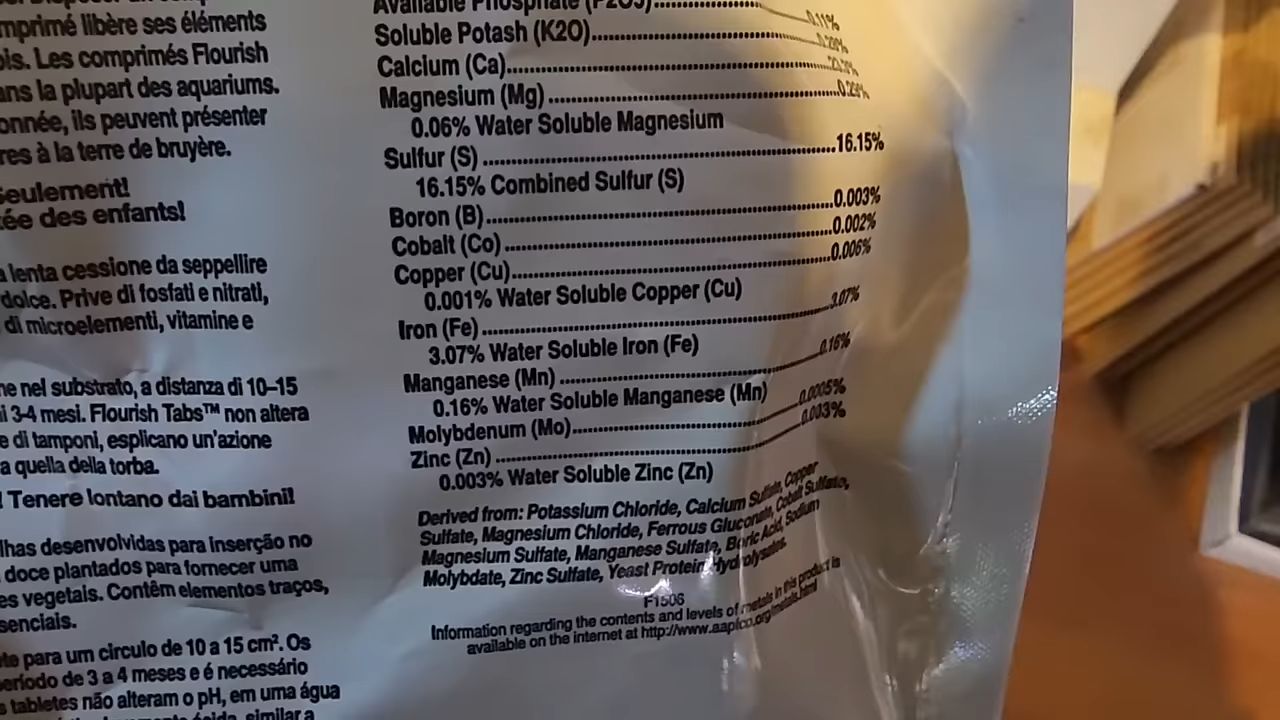 mprimé libère ses éléments
Les comprimés Flourish
ans la plupart des aquariums.
onnée, ils peuvent présenter
res à la terre de bruyère.
Seulement!
ée des enfants!
a lenta cessione da seppellire
dolce. Prive di fosfati e nitrati,
di microelementi, vitamine e
ne nel substrato, a distanza di 10–15
i 3-4 mesi. Flourish Tabs™ non altera
e di tamponi, esplicano un'azione
a quella della torba.
! Tenere lontano dai bambini!
lhas desenvolvidas para inserção no
doce plantados para fornecer uma
es vegetais. Contêm elementos traços,
senciais.
te para um circulo de 10 a 15 cm². Os
período de 3 a 4 meses e é necessário
s tabletes não alteram o pH, em uma água
similar a
Available Phosphate (P2O5)
0.11%
Soluble Potash (K2O)
Calcium (Ca)
Magnesium (Mg)
0.06% Water Soluble Magnesium
Sulfur (S) 16.15%
16.15% Combined Sulfur (S)
Boron (B) 0.003%
Cobalt (Co) 0.002%
Copper (Cu) 0.006%
0.001% Water Soluble Copper (Cu)
Iron (Fe) 3.07%
3.07% Water Soluble Iron (Fe)
Manganese (Mn) 0.16%
0.16% Water Soluble Manganese (Mn)
Molybdenum (Mo) 0.0005%
Zinc (Zn) 0.003%
0.003% Water Soluble Zinc (Zn)
Derived from: Potassium Chloride, Calcium Sulfate, Copper
Sulfate, Magnesium Chloride, Ferrous Gluconate, Cobalt Sulfate,
Magnesium Sulfate, Manganese Sulfate, Boric Acid, Sodium
Molybdate, Zinc Sulfate, Yeast Protein Hydrolysates.
F1506
Information regarding the contents and levels of metals in this product is
available on the internet at http://www.aapfco.org/metals.html